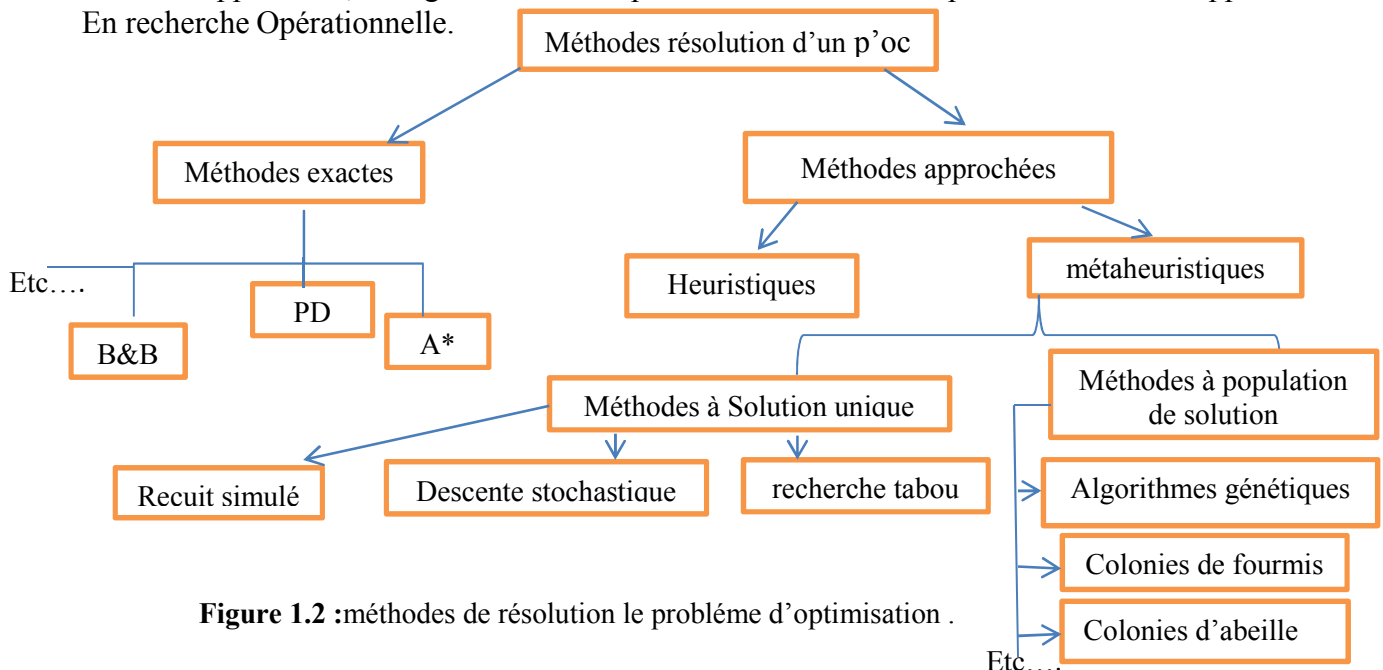 En recherche Opérationnelle.
Méthodes résolution d’un p’oc
Méthodes exactes
Méthodes approchées
Heuristiques
métaheuristiques
Etc….
B&B
PD
A*
Méthodes à Solution unique
Méthodes à population
de solution
Recuit simulé
Descente stochastique
recherche tabou
Algorithmes génétiques
Colonies de fourmis
Colonies d’abeille
Etc….
Figure 1.2 :méthodes de résolution le probléme d’optimisation .